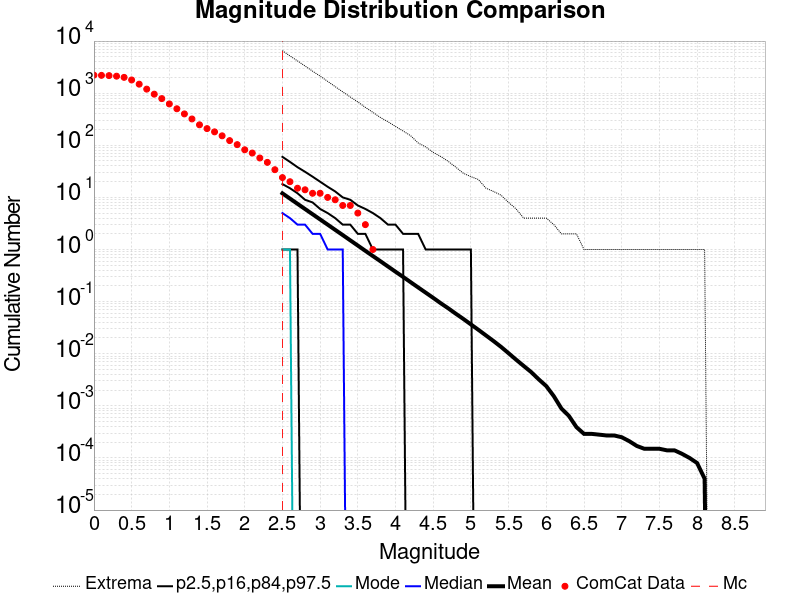 Magnitude Distribution Comparison
10^4
10^3
10^2
10^1
10^0
10^-1
10^-2
10^-3
10^-4
10^-5
Cumulative Number
0 0.5 1 1.5 2 2.5 3 3.5 4 4.5 5 5.5 6 6.5 7 7.5 8 8.5
Magnitude
Extrema p2.5,p16,p84,p97.5 Mode Median Mean ComCat Data Mc